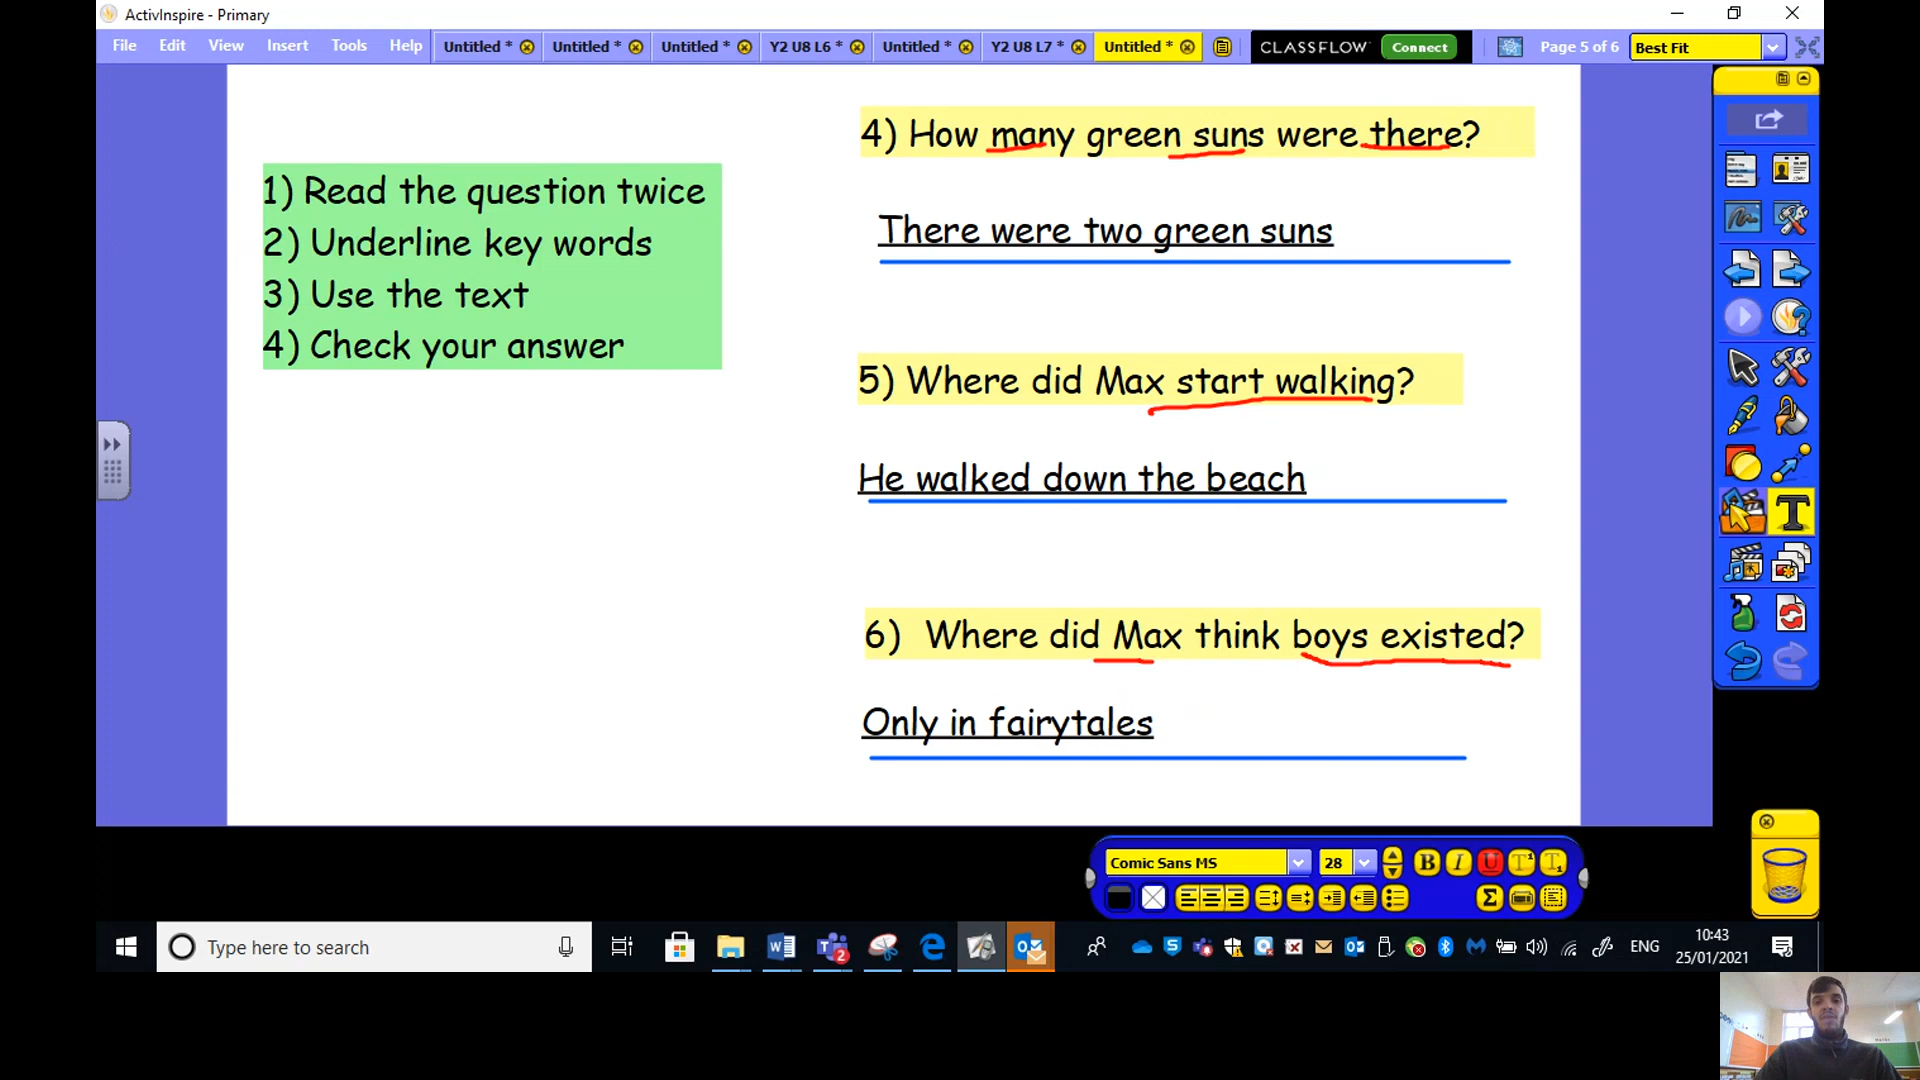 ActivInspire - Primary
File Edit View Insert Tools Help Untitled * Untitled * Untitled * Y2 U8 L6 * Untitled * Y2 U8 L7 * Untitled * CLASSFLOW Connect Page 5 of 6 Best Fit
1) Read the question twice
2) Underline key words
3) Use the text
4) Check your answer
4) How many green suns were there?
There were two green suns
5) Where did Max start walking?
He walked down the beach
6) Where did Max think boys existed?
Only in fairytales
Comic Sans MS 28 B I U
Type here to search
ENG
10:43
25/01/2021